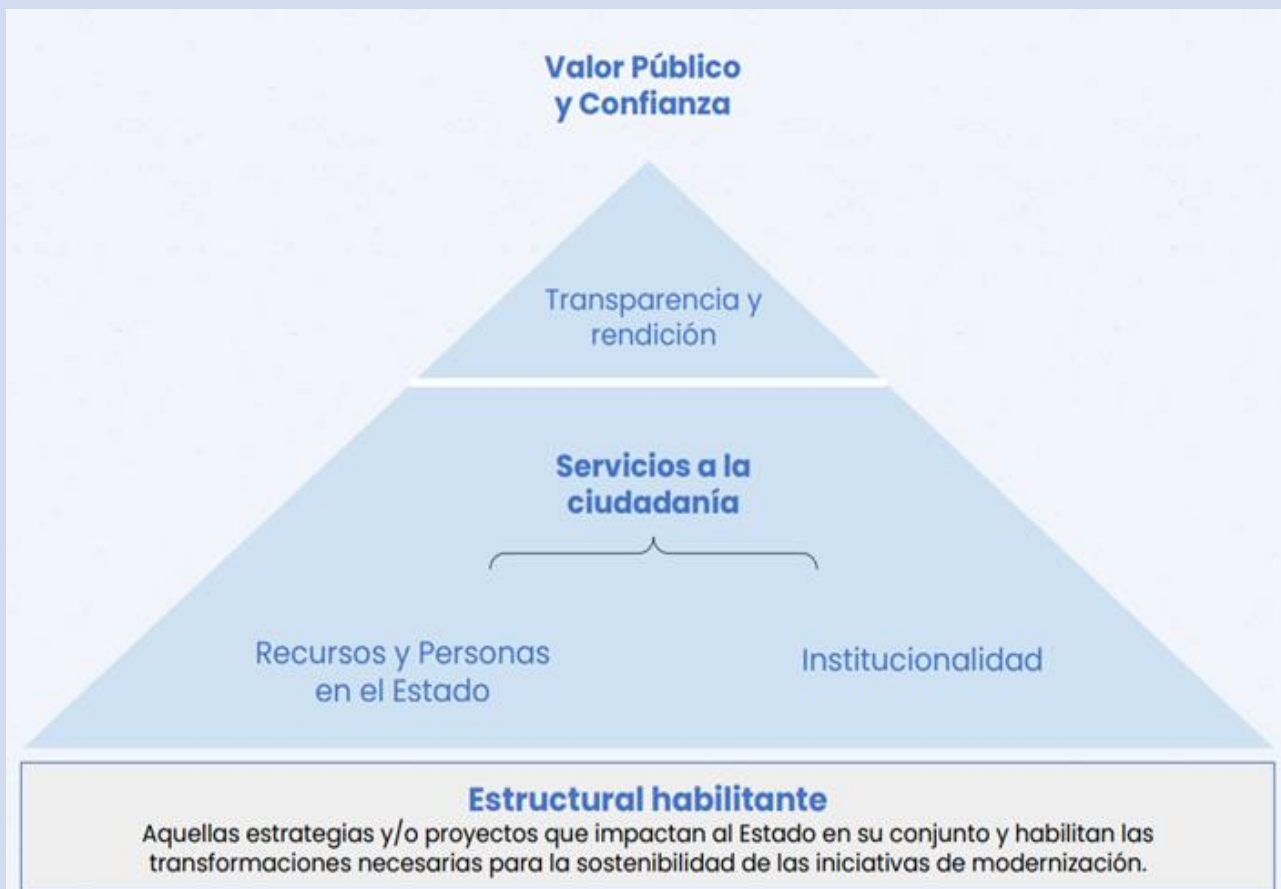 Valor Público
y Confianza
Transparencia y
rendición
Servicios a la
ciudadanía
Recursos y Personas
en el Estado
Institucionalidad
Estructural habilitante
Aquellas estrategias y/o proyectos que impactan al Estado en su conjunto y habilitan las
transformaciones necesarias para la sostenibilidad de las iniciativas de modernización.